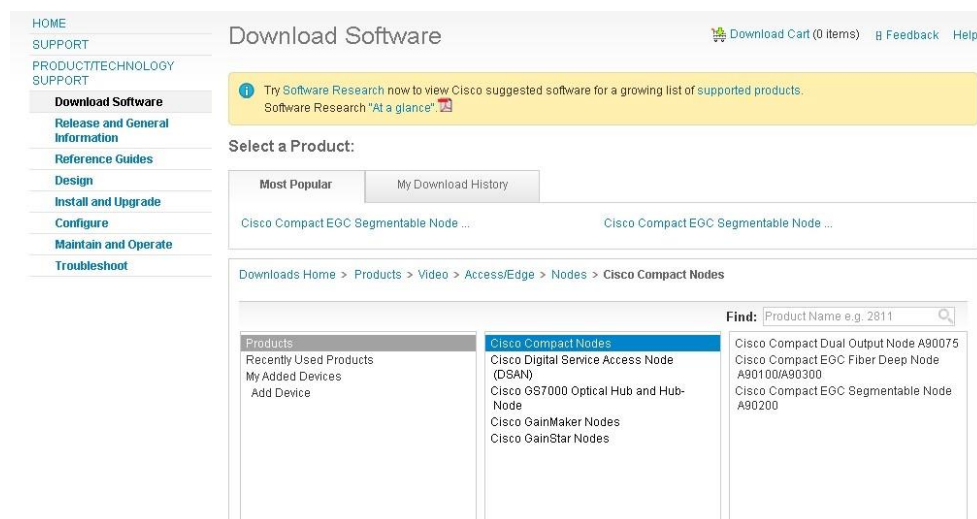 HOME
SUPPORT
PRODUCT/TECHNOLOGY
SUPPORT
Download Software
Release and General
Information
Reference Guides
Design
Install and Upgrade
Configure
Maintain and Operate
Troubleshoot
Download Software
Download Cart (0 items) Feedback Help
Try Software Research now to view Cisco suggested software for a growing list of supported products.
Software Research "At a glance".
Select a Product:
Most Popular
My Download History
Cisco Compact EGC Segmentable Node ...
Cisco Compact EGC Segmentable Node ...
Downloads Home > Products > Video > Access/Edge > Nodes > Cisco Compact Nodes
Find: Product Name e.g. 2811
Products
Recently Used Products
My Added Devices
Add Device
Cisco Compact Nodes
Cisco Digital Service Access Node
(DSAN)
Cisco GS7000 Optical Hub and Hub-
Node
Cisco GainMaker Nodes
Cisco GainStar Nodes
Cisco Compact Dual Output Node A90075
Cisco Compact EGC Fiber Deep Node
A90100/A90300
Cisco Compact EGC Segmentable Node
A90200